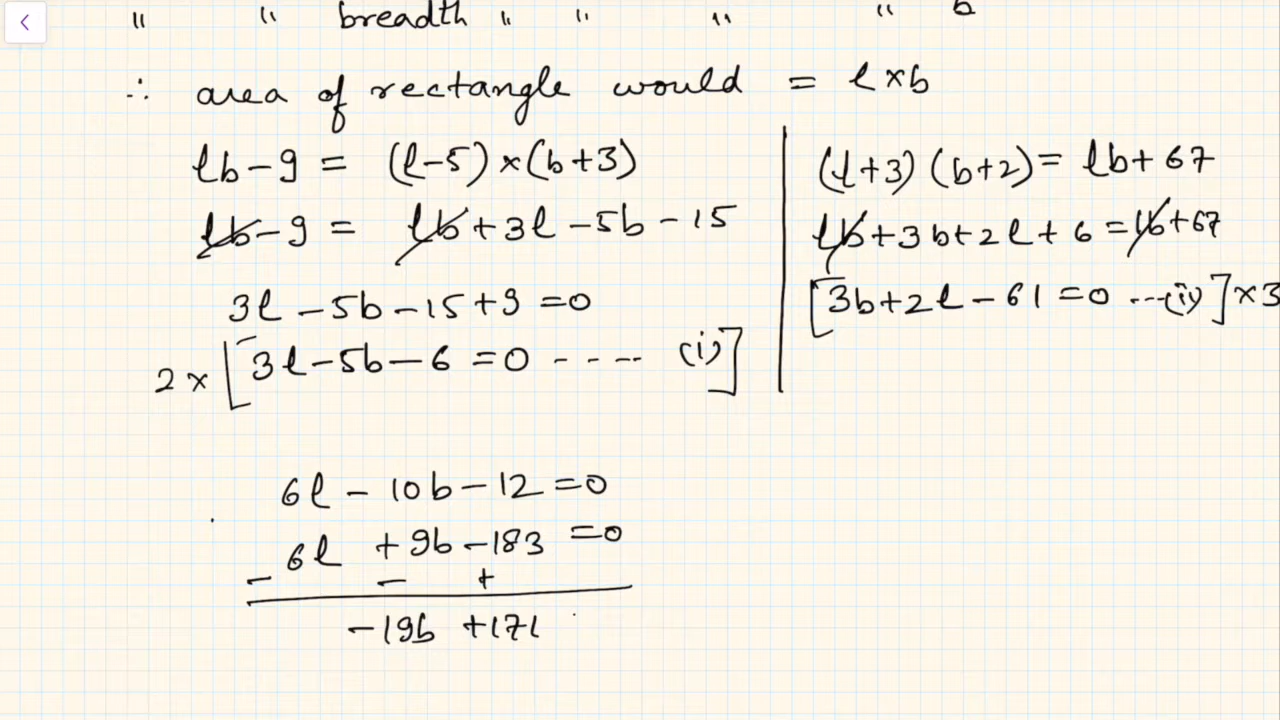 " " breadth " " " " b
∴ area of rectangle would = l×b
lb-9 = (l-5)×(b+3)
lb-9 = lb+3l-5b-15
3l-5b-15+9=0
2×[3l-5b-6=0 ---- (i)]
(l+3)(b+2)= lb+67
lb+3b+2l+6=lb+67
[3b+2l-61=0 ---(ii)]×3
6l-10b-12=0
6l+9b-183=0
- - +
-19b +171